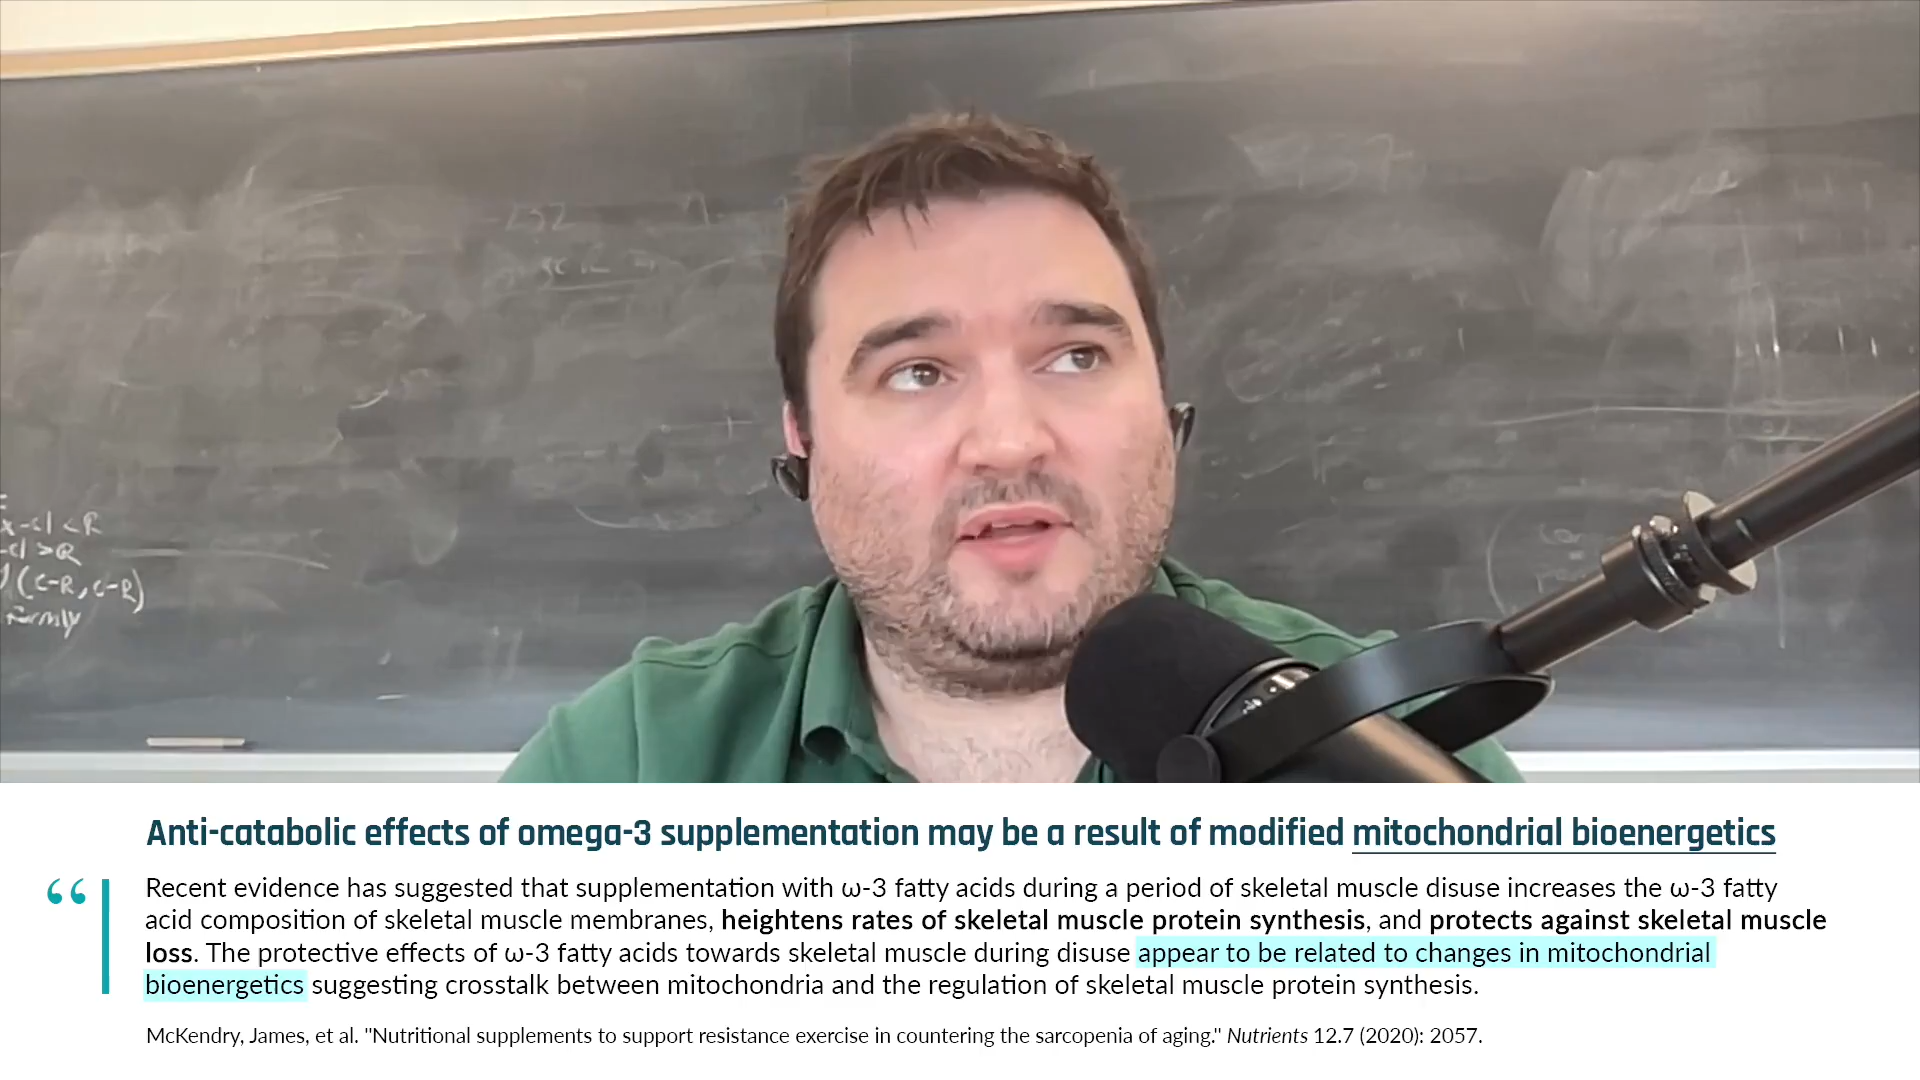 x-c| < R
-c| > R
(c-R, c-R)
Anti-catabolic effects of omega-3 supplementation may be a result of modified mitochondrial bioenergetics
“
Recent evidence has suggested that supplementation with ω-3 fatty acids during a period of skeletal muscle disuse increases the ω-3 fatty
acid composition of skeletal muscle membranes, heightens rates of skeletal muscle protein synthesis, and protects against skeletal muscle
loss. The protective effects of ω-3 fatty acids towards skeletal muscle during disuse appear to be related to changes in mitochondrial
bioenergetics suggesting crosstalk between mitochondria and the regulation of skeletal muscle protein synthesis.
McKendry, James, et al. "Nutritional supplements to support resistance exercise in countering the sarcopenia of aging." Nutrients 12.7 (2020): 2057.